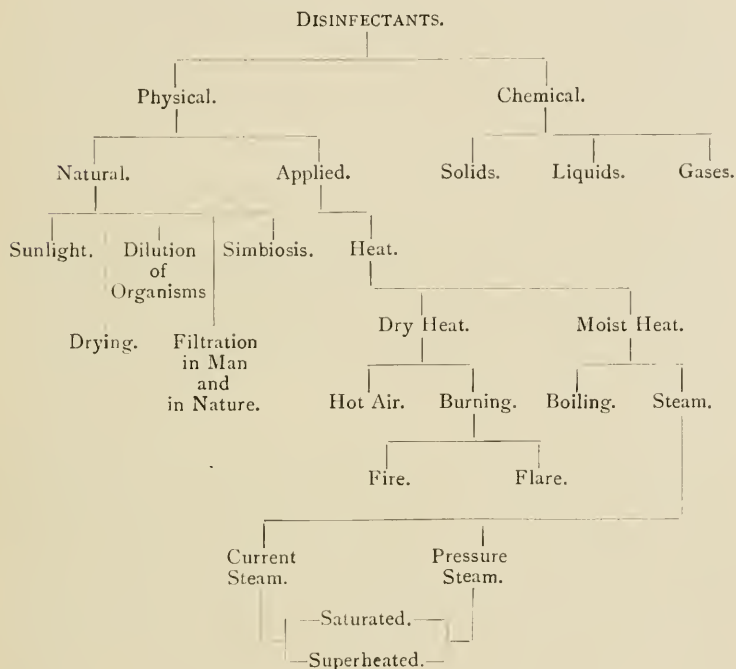 DISINFECTANTS.
Physical. Chemical.
Natural. Applied. Solids. Liquids. Gases.
Sunlight. Dilution Simbiosis. Heat.
of
Organisms
Dry Heat. Moist Heat.
Drying. Filtration
in Man
and
in Nature.
Hot Air. Burning. Boiling. Steam.
Fire. Flare.
Current Pressure
Steam. Steam.
—Saturated.—
—Superheated.—